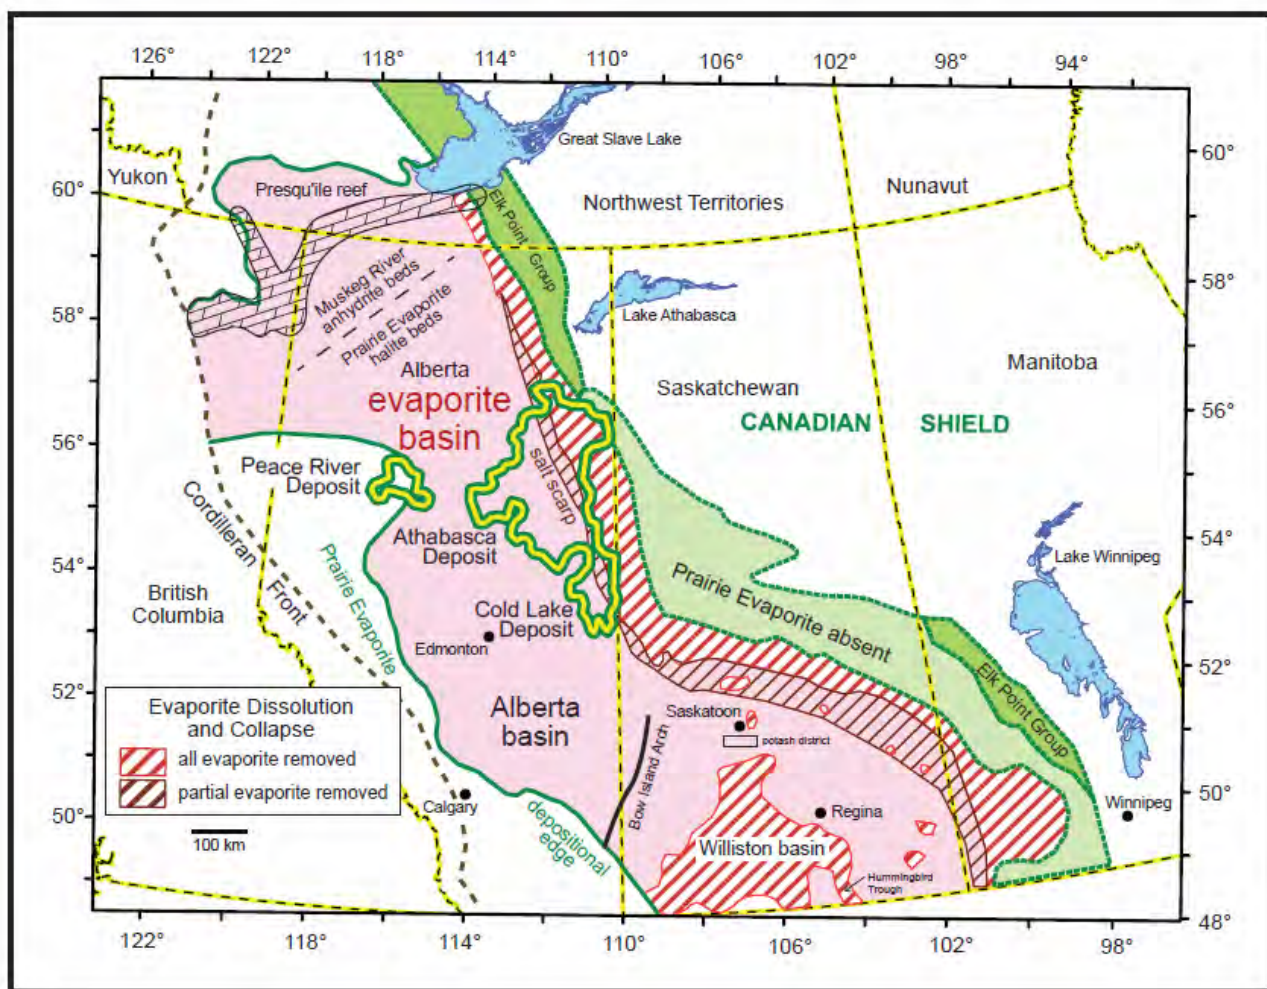 126°
122°
118°
114°
110°
106°
102°
98°
94°
Great Slave Lake
60°
60°
Yukon
Presqu'ile reef
Elk Point
Group
Northwest Territories
Nunavut
58°
58°
Muskeg River
anhydrite beds
Prairie Evaporite
halite beds
Lake Athabasca
Manitoba
Alberta
evaporite
basin
Saskatchewan
CANADIAN SHIELD
56°
56°
Peace River
Deposit
salt scarp
Cordilleran Front
Athabasca
Deposit
54°
54°
Lake Winnipeg
Prairie Evaporite
Prairie Evaporite absent
British
Columbia
Cold Lake
Deposit
Edmonton
52°
52°
Elk Point Group
Evaporite Dissolution
and Collapse
all evaporite removed
partial evaporite removed
100 km
Alberta
basin
Saskatoon
potash district
Bow Island Arch
50°
50°
Calgary
Regina
Winnipeg
depositional
edge
Williston basin
Hummingbird
Trough
48°
122°
118°
114°
110°
106°
102°
98°